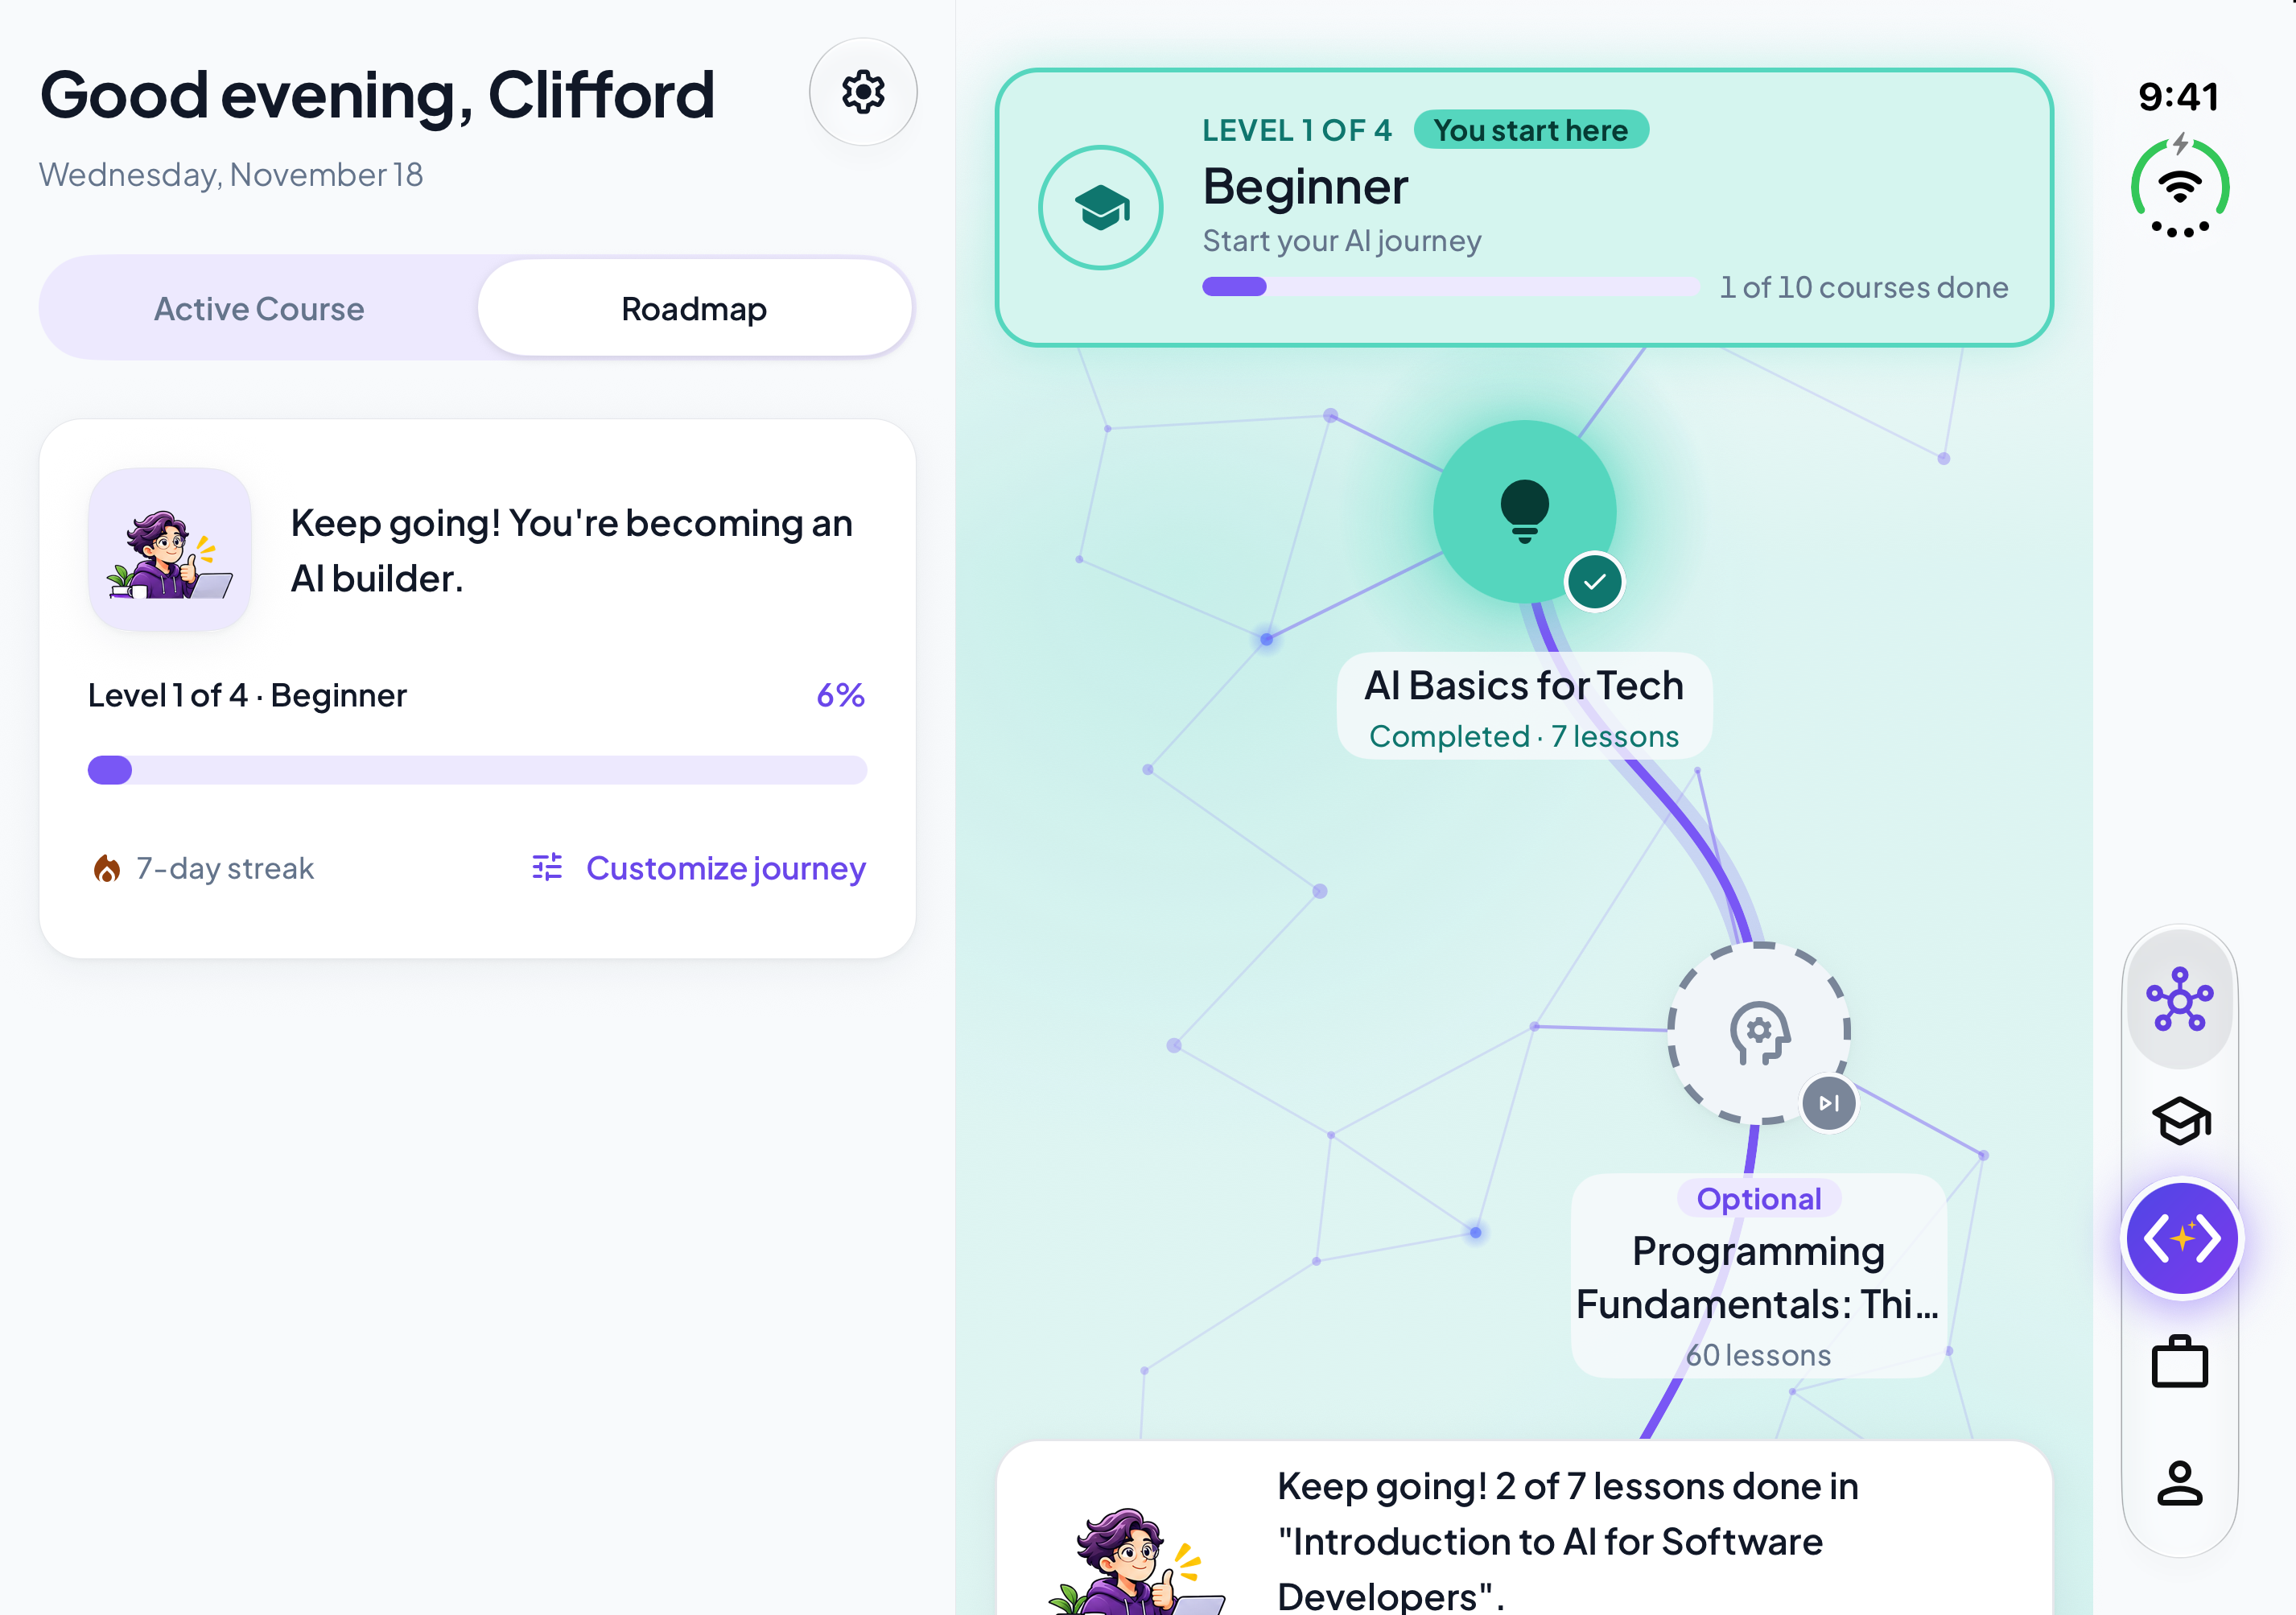 Good evening, Clifford
Wednesday, November 18
Active Course
Roadmap
Keep going! You're becoming an
AI builder.
Level 1 of 4 · Beginner
6%
7-day streak
Customize journey
LEVEL 1 OF 4
You start here
Beginner
Start your AI journey
1 of 10 courses done
AI Basics for Tech
Completed · 7 lessons
Optional
Programming
Fundamentals: Thi...
60 lessons
Keep going! 2 of 7 lessons done in
"Introduction to AI for Software
Developers".
9:41